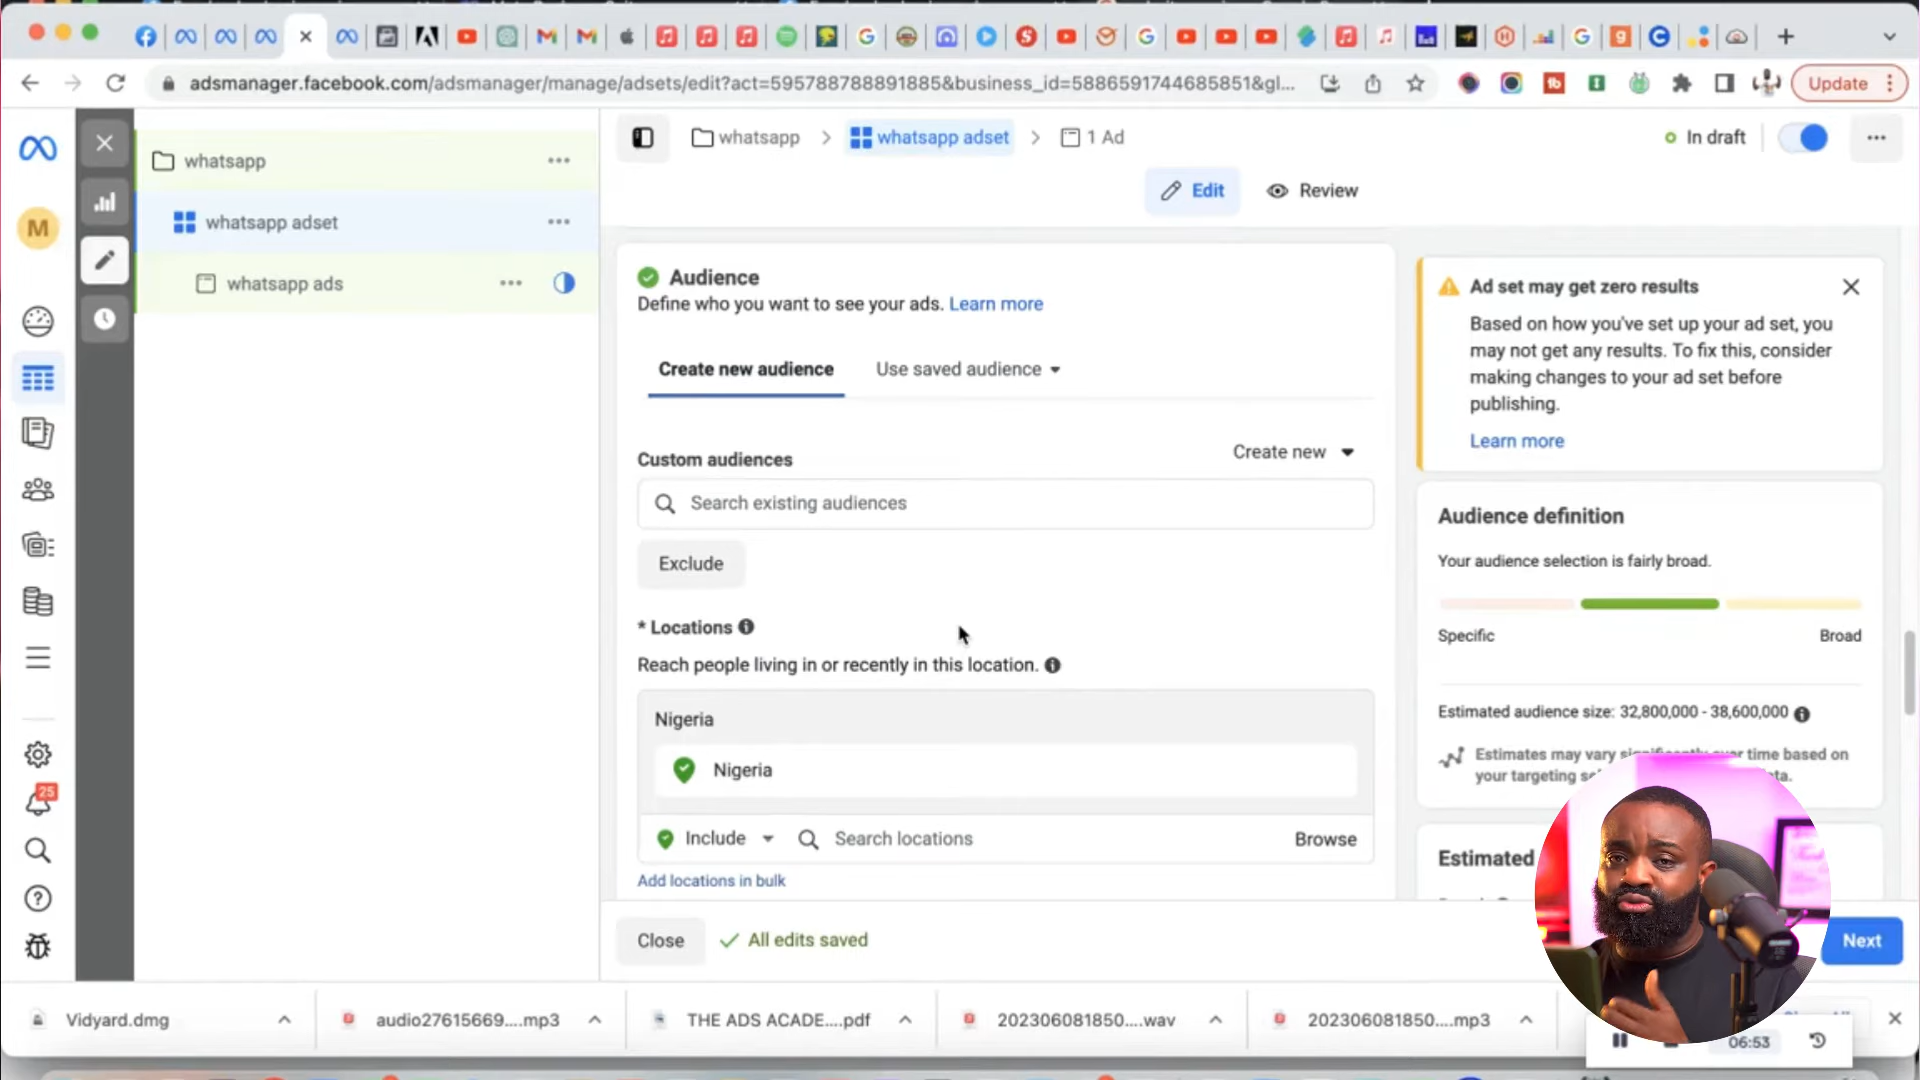 adsmanager.facebook.com/adsmanager/manage/adsets/edit?act=595788788891885&business_id=5886591744685851&gl...
Update
M
25
whatsapp
whatsapp adset
whatsapp ads
whatsapp
whatsapp adset
1 Ad
In draft
Edit
Review
Audience
Define who you want to see your ads. Learn more
Create new audience
Use saved audience
Custom audiences
Create new
Search existing audiences
Exclude
* Locations
Reach people living in or recently in this location.
Nigeria
Nigeria
Include
Search locations
Browse
Add locations in bulk
Close
All edits saved
Next
Ad set may get zero results
Based on how you've set up your ad set, you
may not get any results. To fix this, consider
making changes to your ad set before
publishing.
Learn more
Audience definition
Your audience selection is fairly broad.
Specific
Broad
Estimated audience size: 32,800,000 - 38,600,000
Estimates may vary significantly over time based on
your targeting
Estimated
Vidyard.dmg
audio27615669....mp3
THE ADS ACADE....pdf
202306081850....wav
202306081850....mp3
06:53